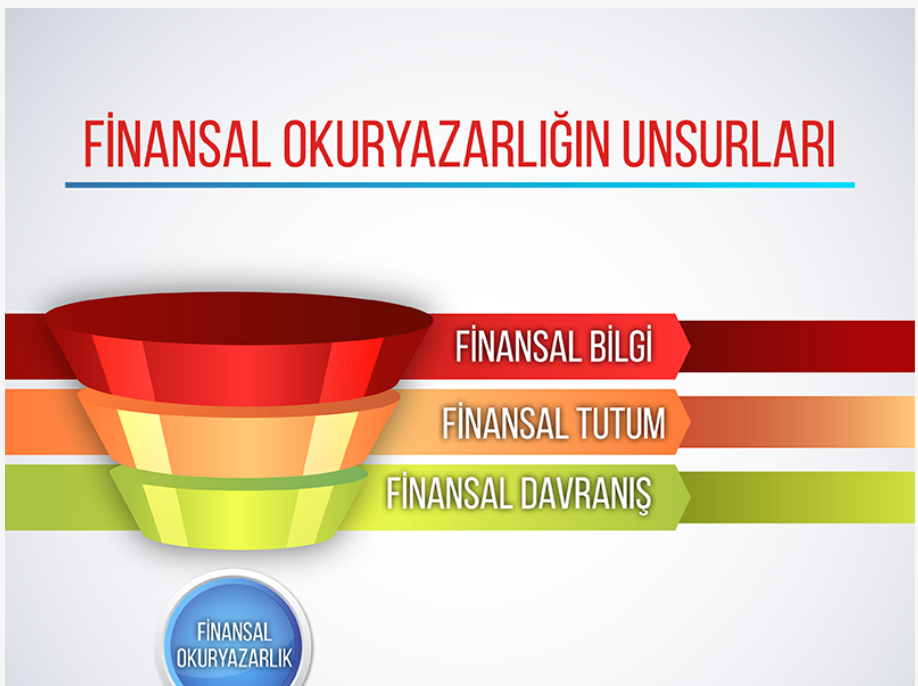 FİNANSAL OKURYAZARLIĞIN UNSURLARI
FİNANSAL BİLGİ
FİNANSAL TUTUM
FİNANSAL DAVRANIŞ
FİNANSAL
OKURYAZARLIK